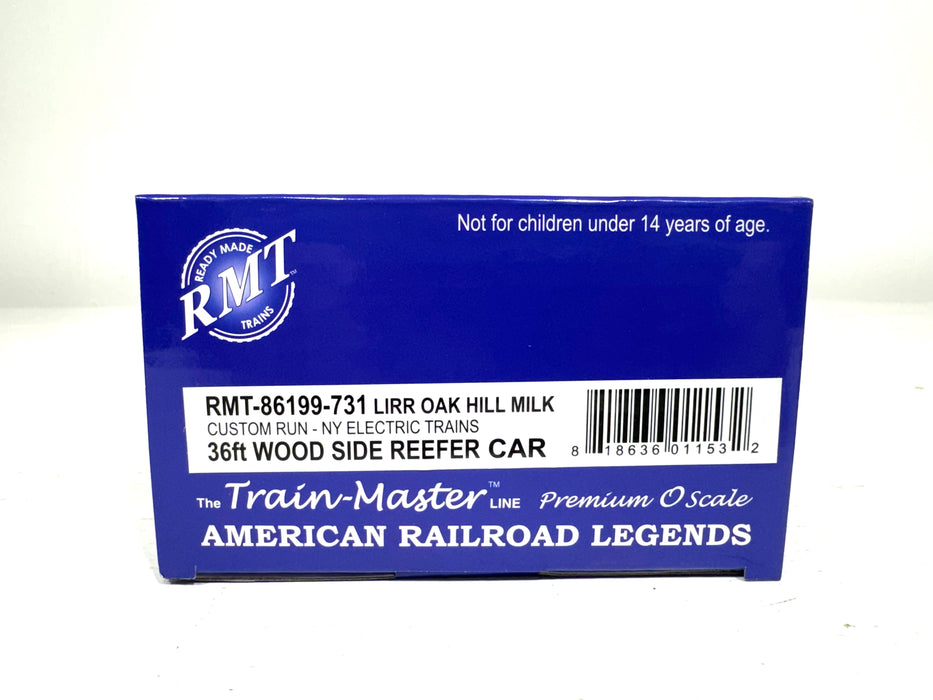 Not for children under 14 years of age.
READY MADE
RMT™
TRAINS
RMT-86199-731 LIRR OAK HILL MILK
CUSTOM RUN - NY ELECTRIC TRAINS
36ft WOOD SIDE REEFER CAR
8 18636 01153 2
The Train-Master™ LINE Premium O Scale
AMERICAN RAILROAD LEGENDS